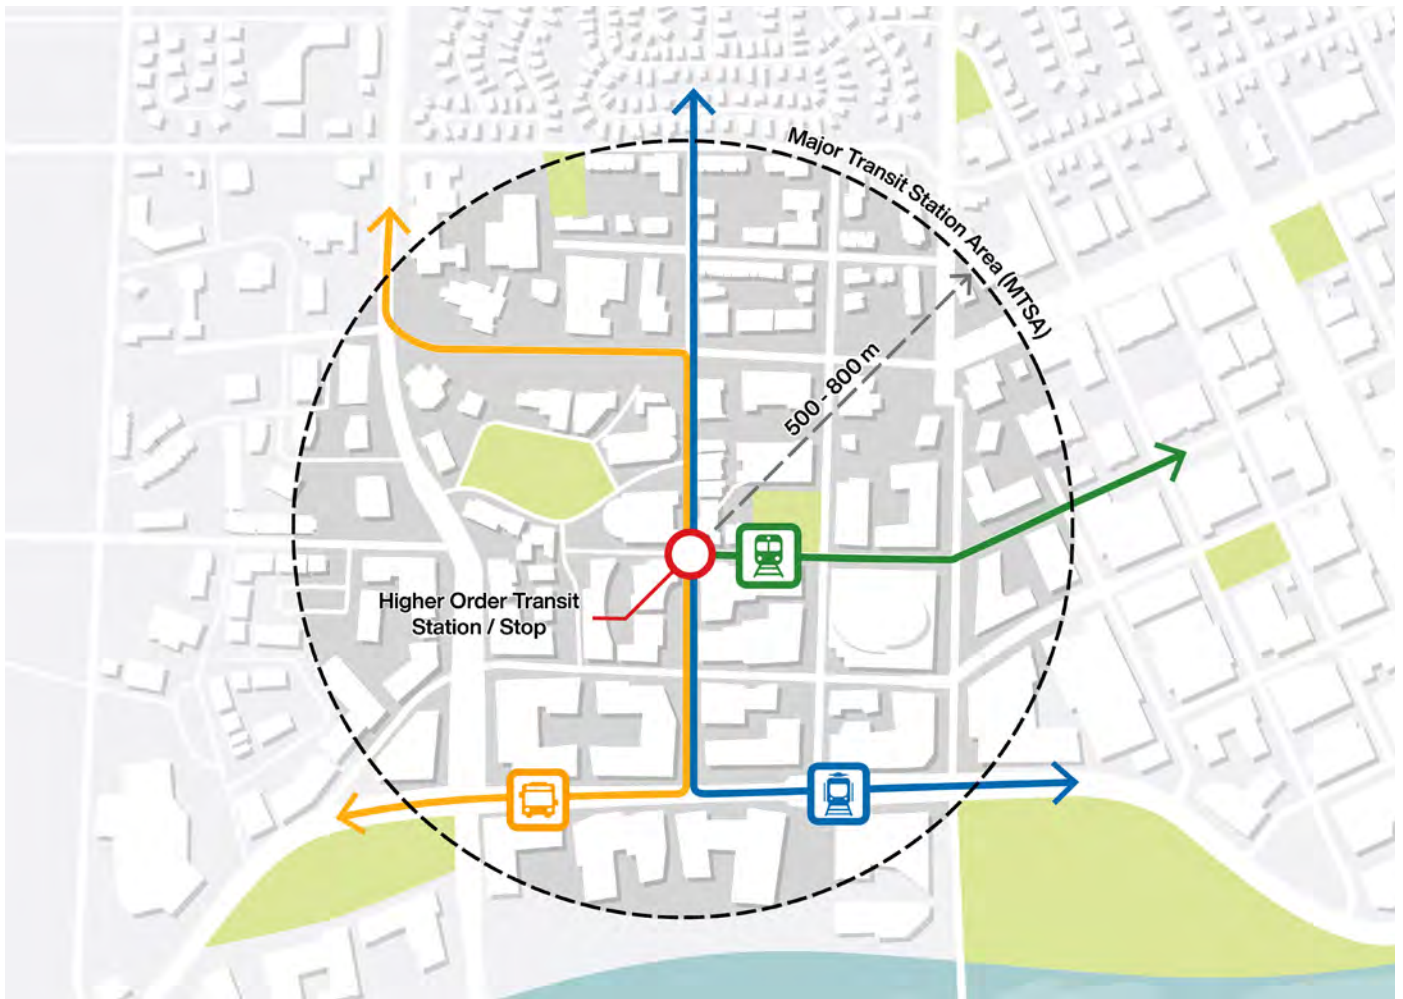 Major Transit Station Area (MTSA)
500 - 800 m
Higher Order Transit
Station / Stop